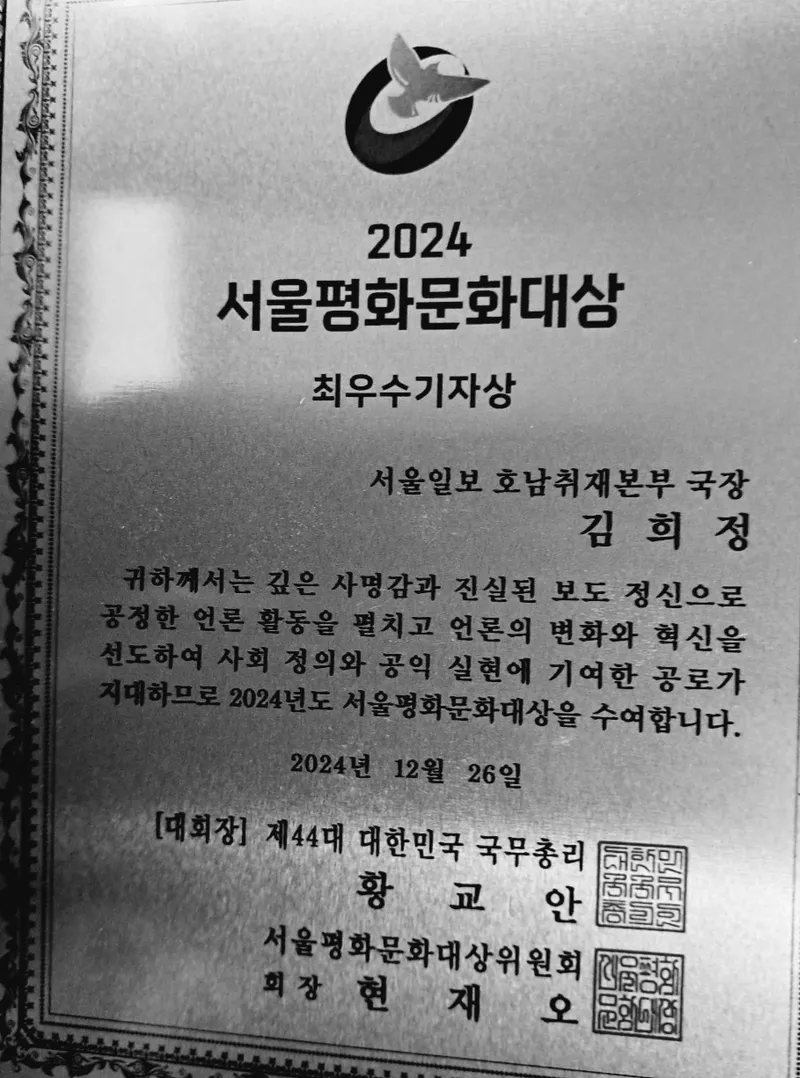 2024
서울평화문화대상
최우수기자상
서울일보 호남취재본부 국장
김 희 정
귀하께서는 깊은 사명감과 진실된 보도 정신으로
공정한 언론 활동을 펼치고 언론의 변화와 혁신을
선도하여 사회 정의와 공익 실현에 기여한 공로가
지대하므로 2024년도 서울평화문화대상을 수여합니다.
2024년 12월 26일
[대회장] 제44대 대한민국 국무총리
황 교 안
서울평화문화대상위원회
회 장 현 재 오